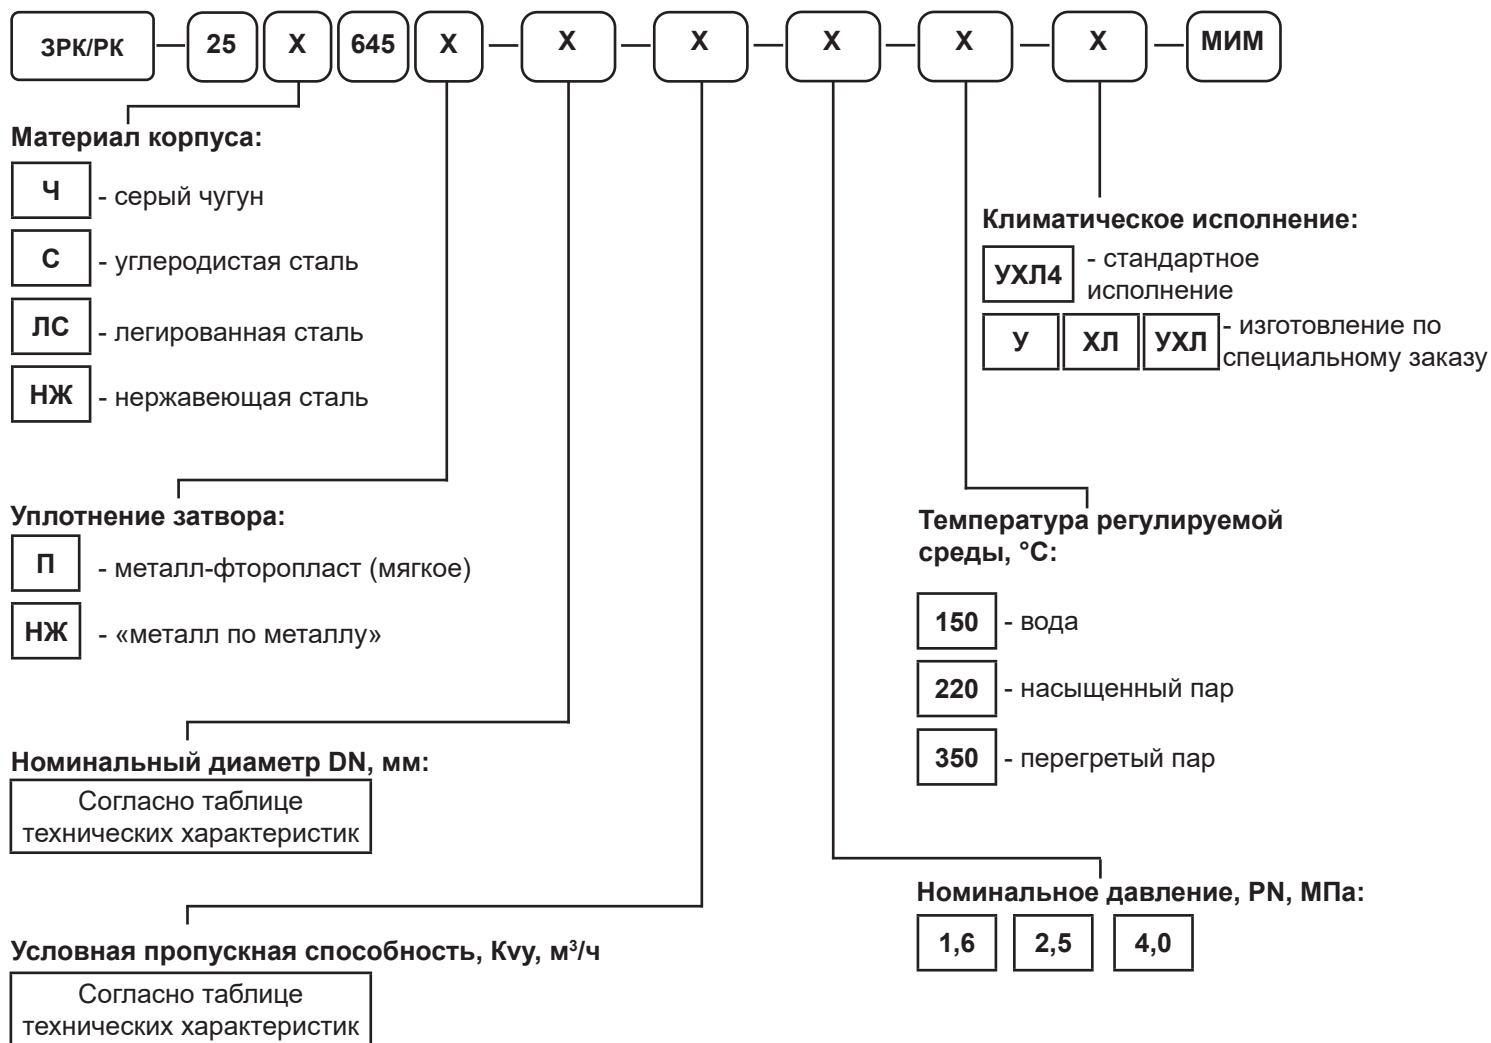 ЗРК/РК — 25 Х 645 Х — Х — Х — Х — Х — Х — МИМ
Материал корпуса:
Ч - серый чугун
С - углеродистая сталь
ЛС - легированная сталь
НЖ - нержавеющая сталь
Климатическое исполнение:
УХЛ4 - стандартное
исполнение
У ХЛ УХЛ - изготовление по
специальному заказу
Уплотнение затвора:
П - металл-фторопласт (мягкое)
НЖ - «металл по металлу»
Температура регулируемой
среды, °С:
150 - вода
220 - насыщенный пар
350 - перегретый пар
Номинальный диаметр DN, мм:
Согласно таблице
технических характеристик
Номинальное давление, PN, МПа:
1,6 2,5 4,0
Условная пропускная способность, Kvy, м³/ч
Согласно таблице
технических характеристик